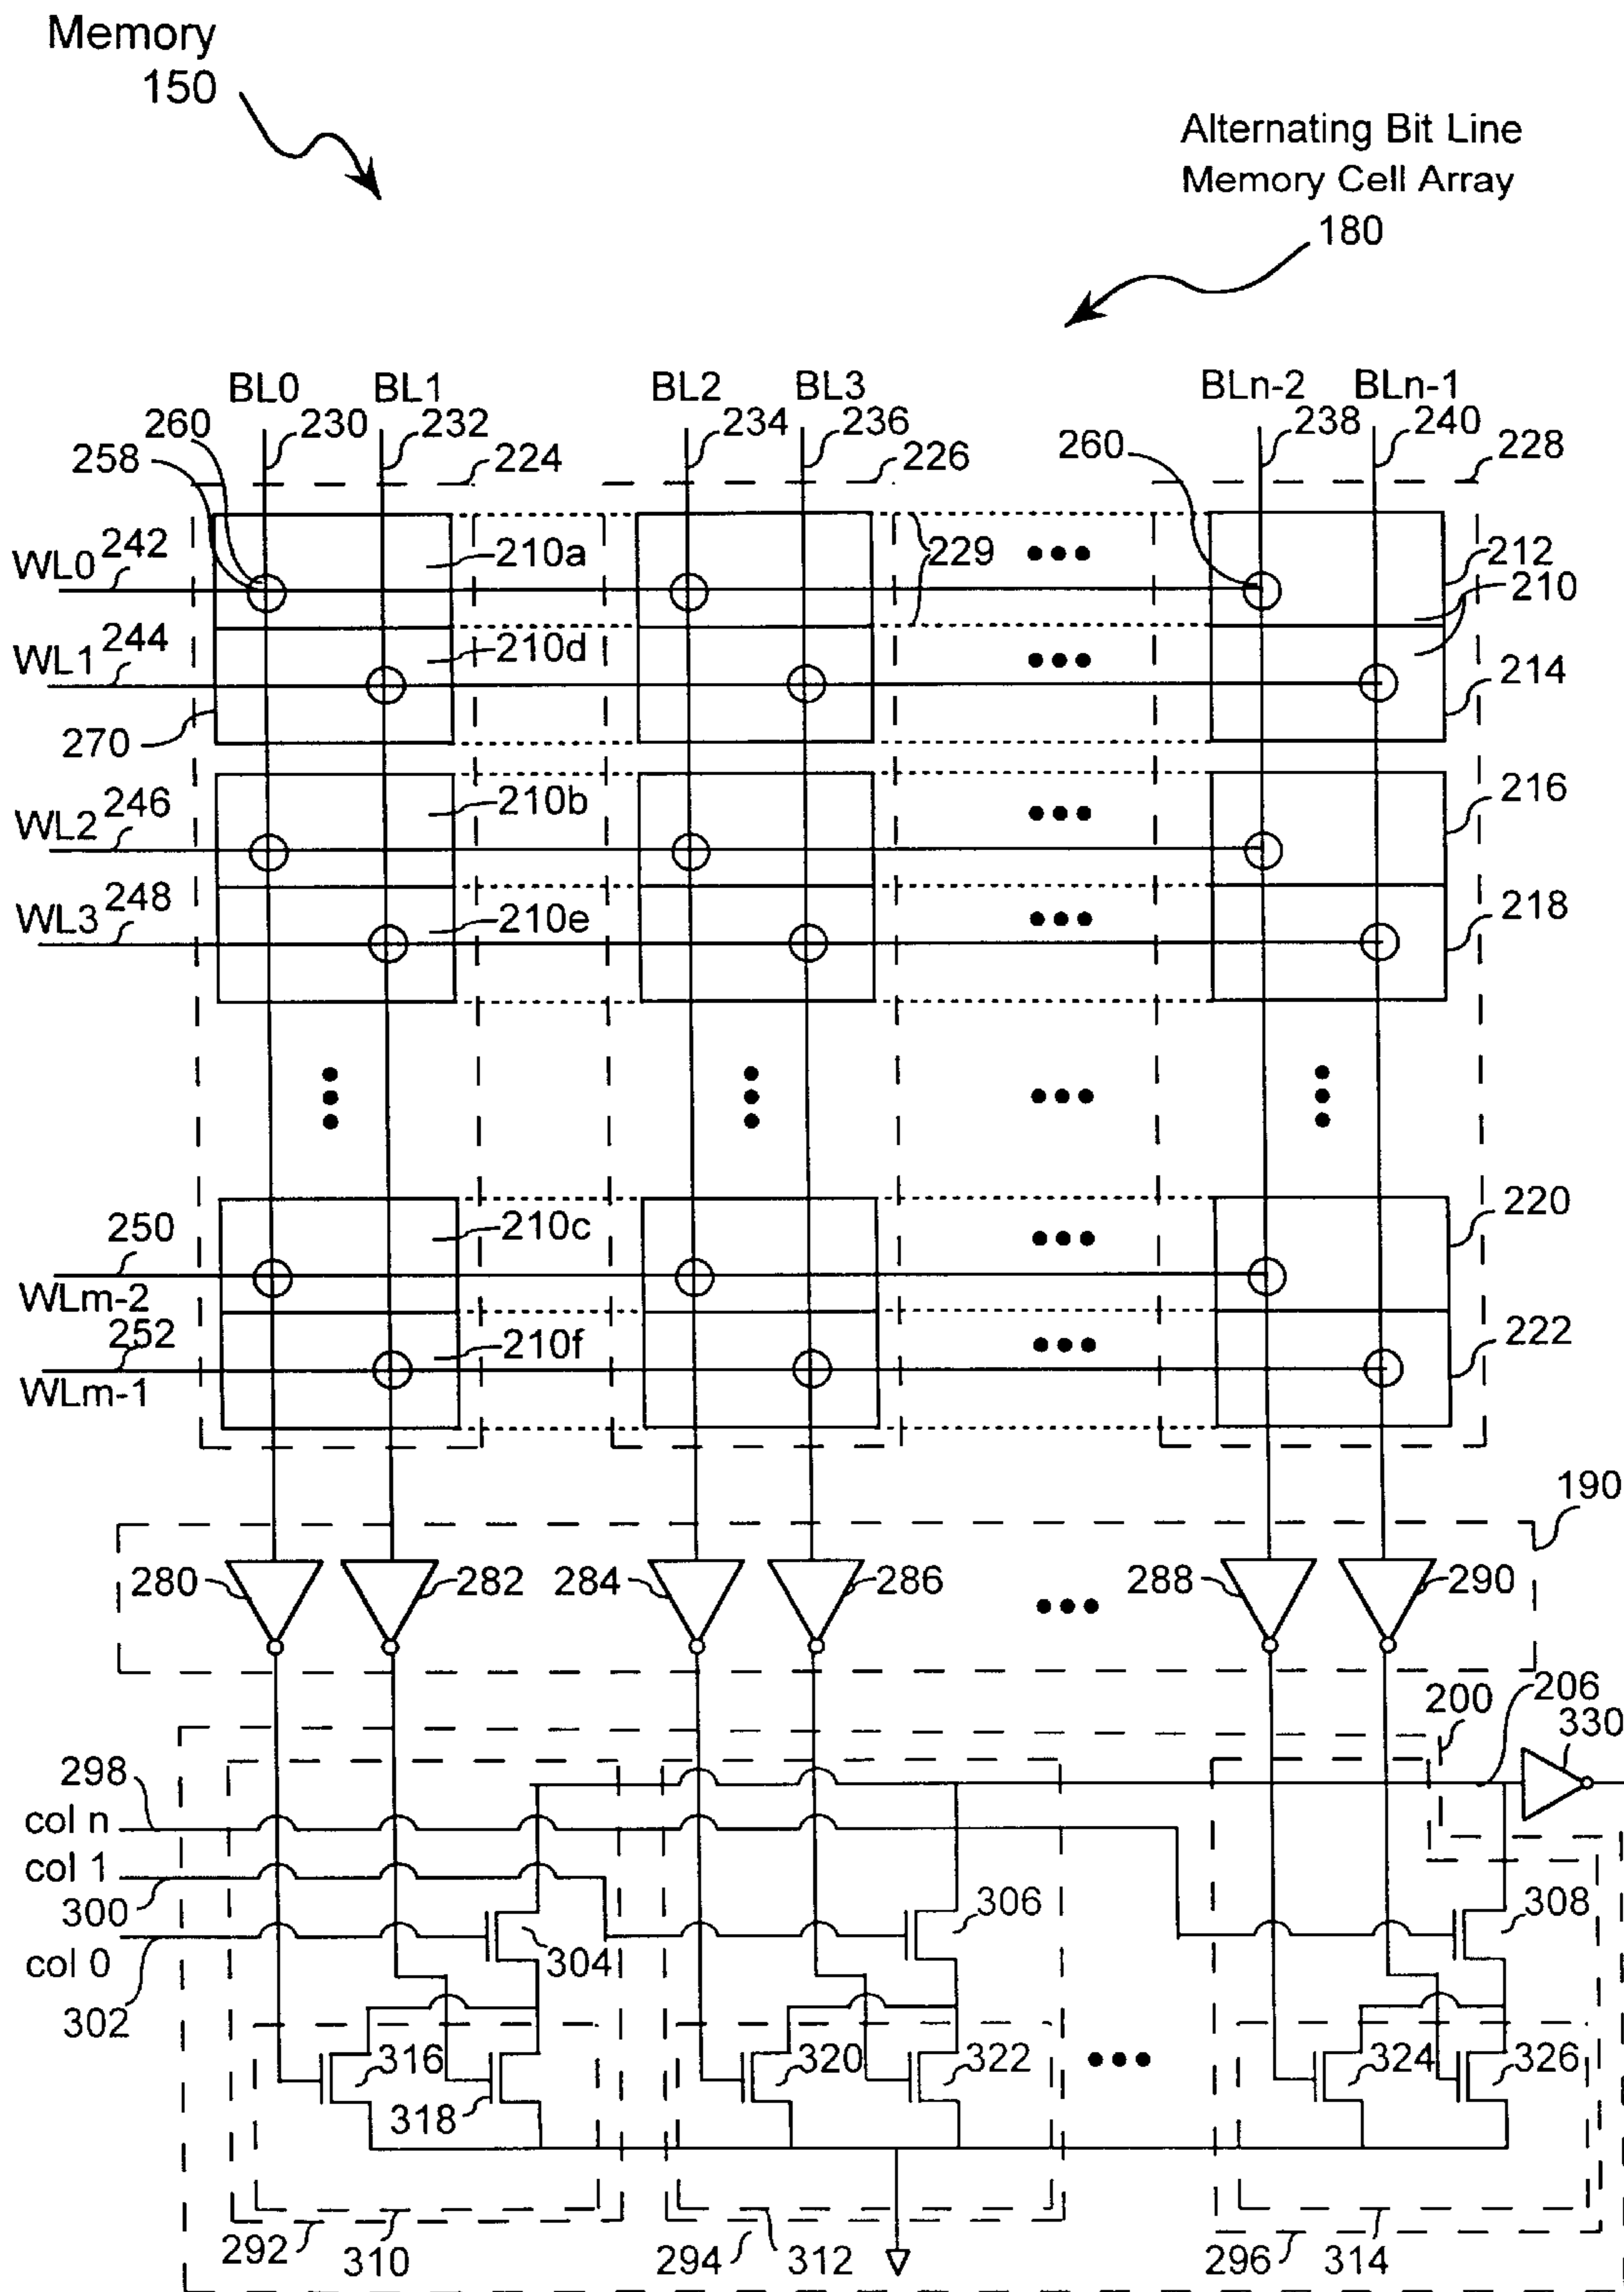 Memory
150
Alternating Bit Line
Memory Cell Array
180
BL0 BL1 BL2 BL3 BLn-2 BLn-1
260 230 232 234 236 260 238 240
258 224 226 228
WL0 242 210a 229 212
210
WL1 244 210d 214
270
WL2 246 210b 216
WL3 248 210e 218
250 210c 220
WLm-2
252 210f 222
WLm-1
190
280 282 284 286 288 290
200 206 330
298
col n
col 1
300 306 308
304
col 0
302
316 320 322 324 326
318
292 310 294 312 296 314